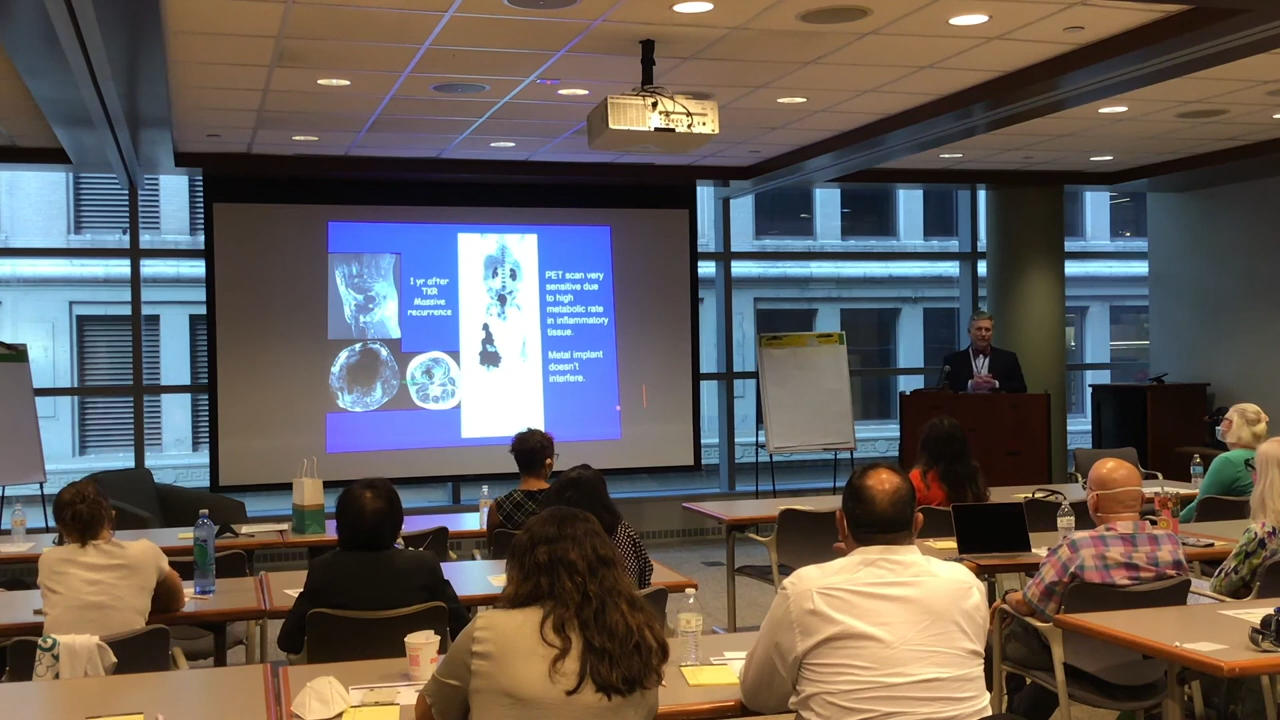 1 yr after
TKR
Massive
recurrence
PET scan very
sensitive due
to high
metabolic rate
in inflammatory
tissue.
Metal implant
doesn't
interfere.